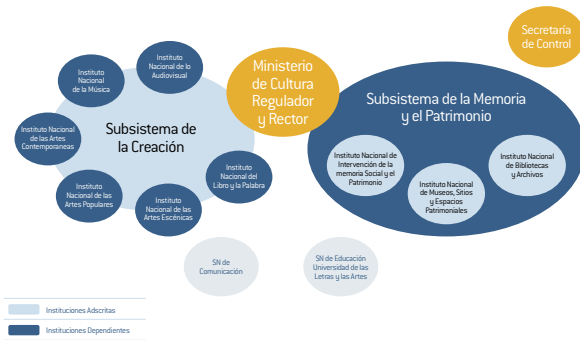 Secretaría
de Control
Instituto
Nacional de lo
Audiovisual
Instituto
Nacional
de la Música
Ministerio
de Cultura
Regulador
y Rector
Subsistema de la Memoria
y el Patrimonio
Instituto Nacional
de las Artes
Contemporaneas
Subsistema de
la Creación
Instituto Nacional de
Intervención de la
memoria Social y el
Patrimonio
Instituto Nacional
de Bibliotecas
y Archivos
Instituto
Nacional del
Libro y la Palabra
Instituto Nacional
de Museos, Sitios
y Espacios
Patrimoniales
Instituto
Nacional de las
Artes Populares
Instituto
Nacional de las
Artes Escénicas
SN de
Comunicación
SN de Educación
Universidad de las
Letras y las Artes
Instituciones Adscritas
Instituciones Dependientes